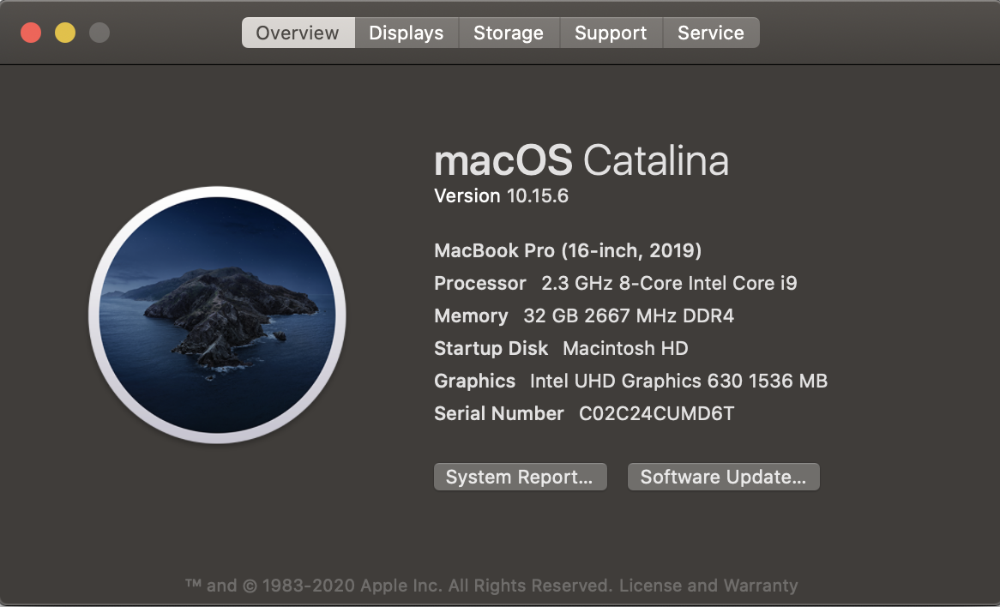 Overview Displays Storage Support Service
macOS Catalina
Version 10.15.6
MacBook Pro (16-inch, 2019)
Processor 2.3 GHz 8-Core Intel Core i9
Memory 32 GB 2667 MHz DDR4
Startup Disk Macintosh HD
Graphics Intel UHD Graphics 630 1536 MB
Serial Number C02C24CUMD6T
System Report... Software Update...
™ and © 1983-2020 Apple Inc. All Rights Reserved. License and Warranty